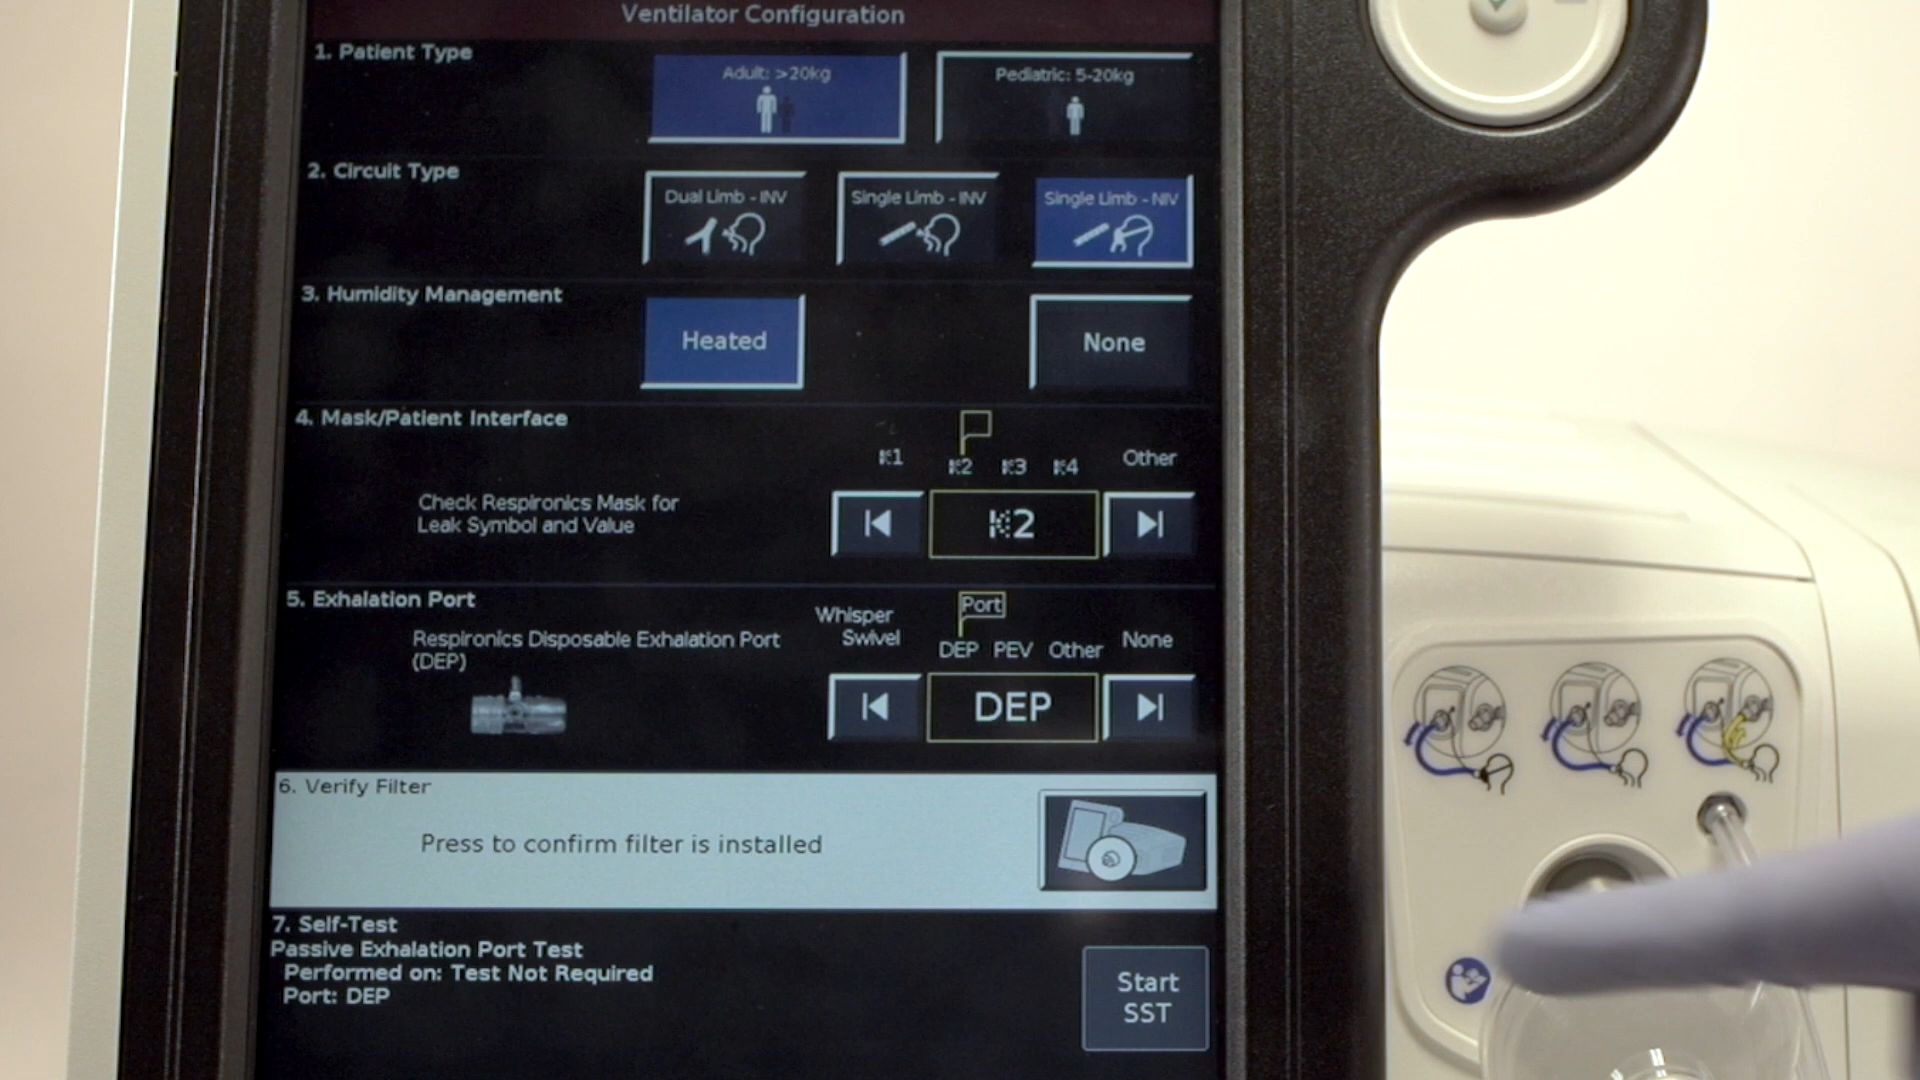 Ventilator Configuration
1. Patient Type
Adult: >20kg
Pediatric: 5-20kg
2. Circuit Type
Dual Limb - INV
Single Limb - INV
Single Limb - NIV
3. Humidity Management
Heated
None
4. Mask/Patient Interface
1
2
3
4
Other
Check Respironics Mask for
Leak Symbol and Value
2
5. Exhalation Port
Whisper
Swivel
Port
DEP
PEV
Other
None
Respironics Disposable Exhalation Port
(DEP)
DEP
6. Verify Filter
Press to confirm filter is installed
7. Self-Test
Passive Exhalation Port Test
Performed on: Test Not Required
Port: DEP
Start
SST